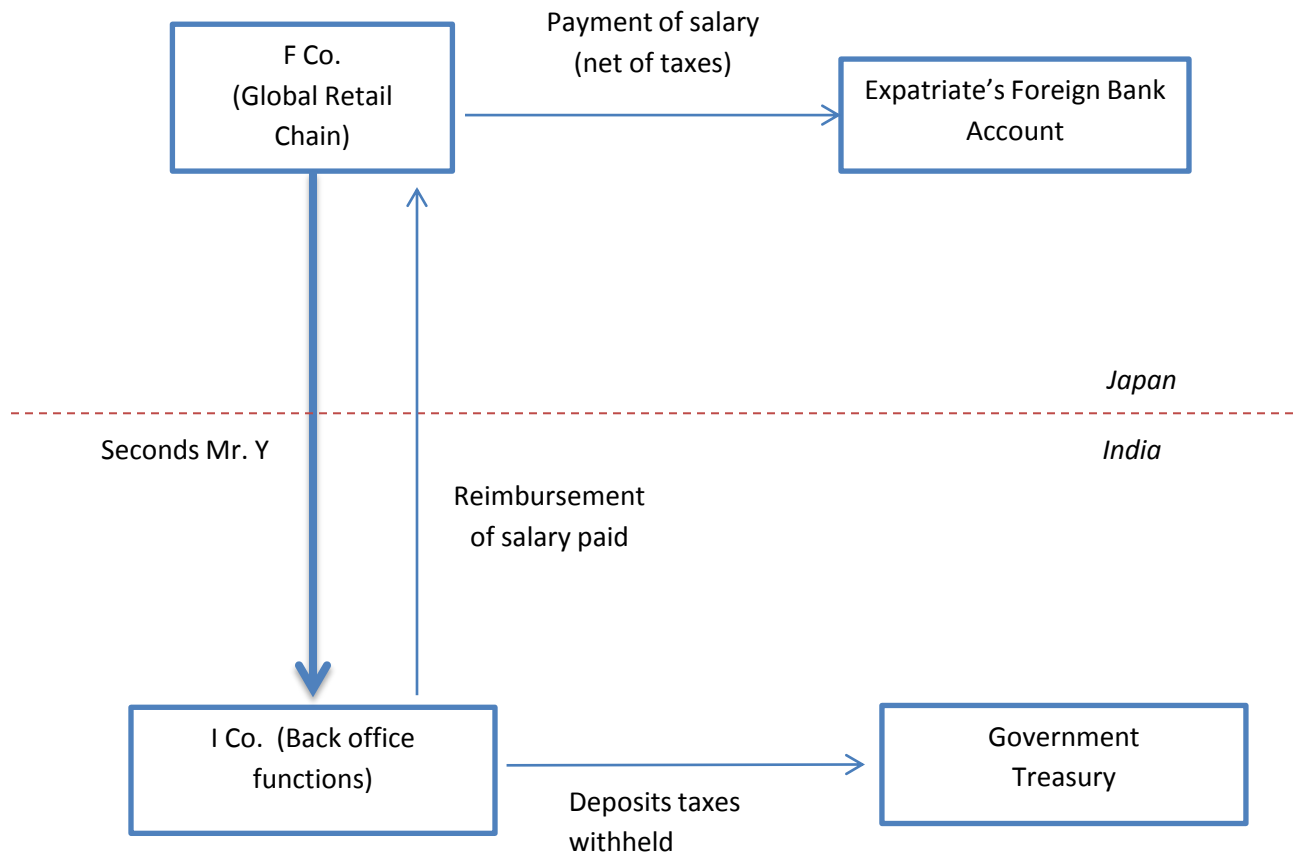 F Co.
(Global Retail
Chain)
Payment of salary
(net of taxes)
Expatriate’s Foreign Bank
Account
Japan
Seconds Mr. Y
India
Reimbursement
of salary paid
I Co.  (Back office
functions)
Deposits taxes
withheld
Government
Treasury